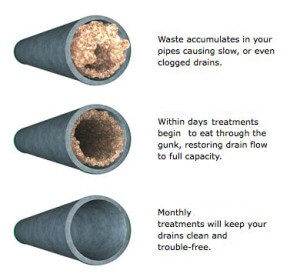 Waste accumulates in your
pipes causing slow, or even
clogged drains.
Within days treatments
begin to eat through the
gunk, restoring drain flow
to full capacity.
Monthly
treatments will keep your
drains clean and
trouble-free.